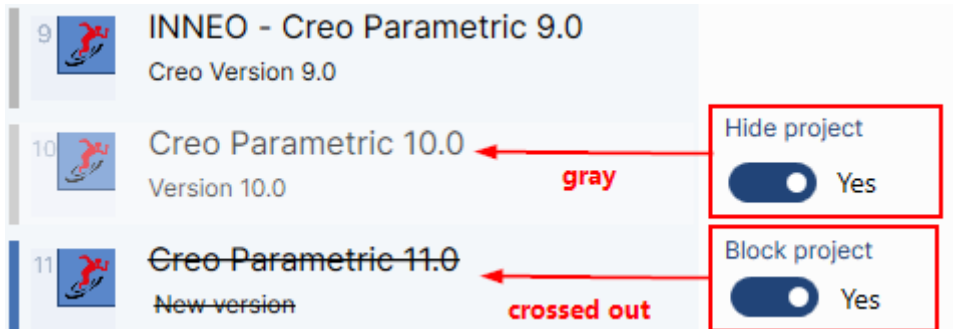 9
INNEO - Creo Parametric 9.0
Creo Version 9.0
10
Creo Parametric 10.0
Version 10.0
gray
Hide project
Yes
11
Creo Parametric 11.0
New version
crossed out
Block project
Yes